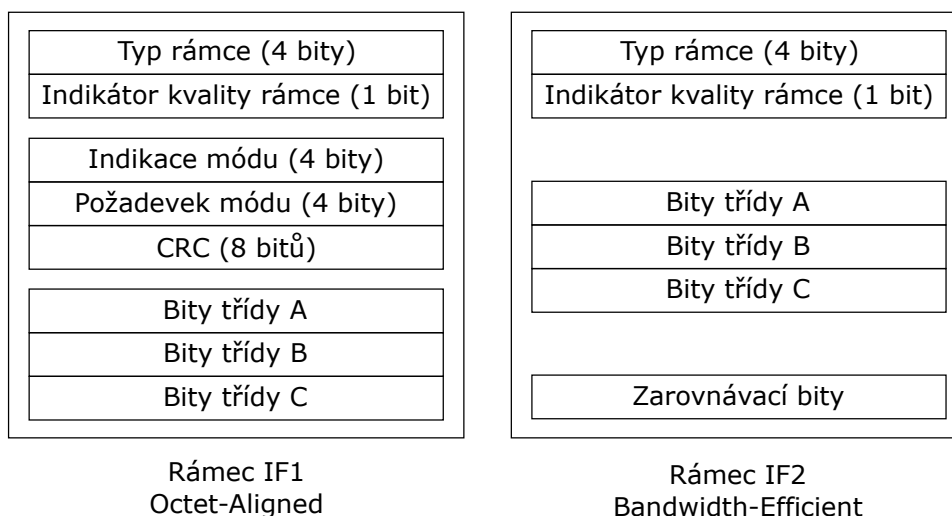 Typ rámce (4 bity)
Indikátor kvality rámce (1 bit)
Indikace módu (4 bity)
Požadevek módu (4 bity)
CRC (8 bitů)
Bity třídy A
Bity třídy B
Bity třídy C
Rámec IF1
Octet-Aligned
Typ rámce (4 bity)
Indikátor kvality rámce (1 bit)
Bity třídy A
Bity třídy B
Bity třídy C
Zarovnávací bity
Rámec IF2
Bandwidth-Efficient